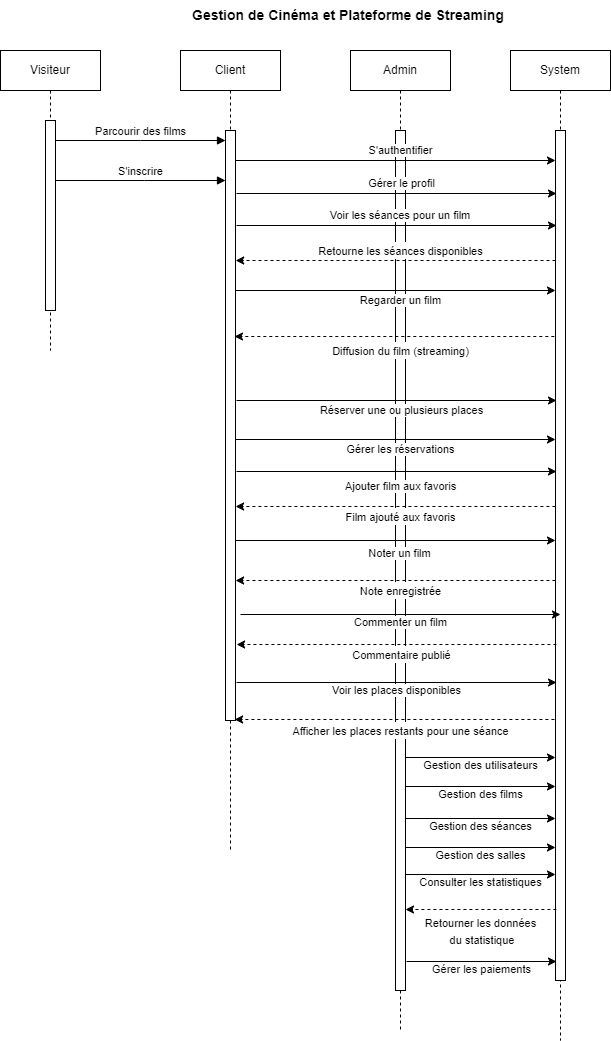 Gestion de Cinéma et Plateforme de Streaming
Visiteur
Client
Admin
System
Parcourir des films
S'authentifier
S'inscrire
Gérer le profil
Voir les séances pour un film
Retourne les séances disponibles
Regarder un film
Diffusion du film (streaming)
Réserver une ou plusieurs places
Gérer les réservations
Ajouter film aux favoris
Film ajouté aux favoris
Noter un film
Note enregistrée
Commenter un film
Commentaire publié
Voir les places disponibles
Afficher les places restants pour une séance
Gestion des utilisateurs
Gestion des films
Gestion des séances
Gestion des salles
Consulter les statistiques
Retourner les données
du statistique
Gérer les paiements